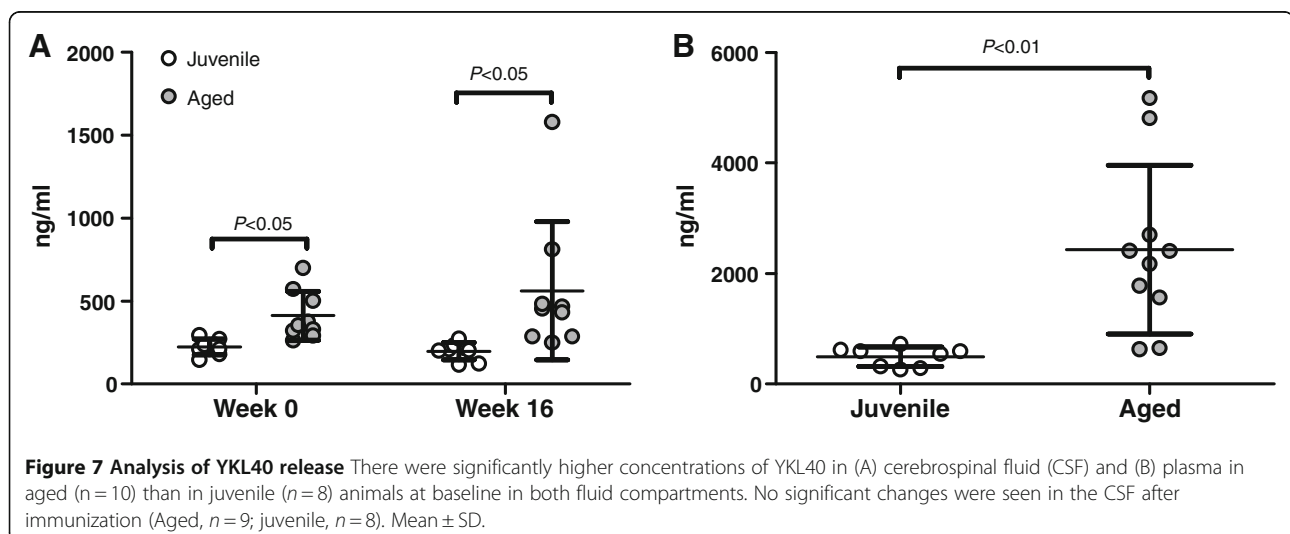 A
2000
1500
1000
500
0
ng/ml
Juvenile
Aged
P<0.05
P<0.05
Week 0
Week 16
B
6000
4000
2000
0
ng/ml
P<0.01
Juvenile
Aged
Figure 7 Analysis of YKL40 release There were significantly higher concentrations of YKL40 in (A) cerebrospinal fluid (CSF) and (B) plasma in
aged (n = 10) than in juvenile (n = 8) animals at baseline in both fluid compartments. No significant changes were seen in the CSF after
immunization (Aged, n = 9; juvenile, n = 8). Mean ± SD.